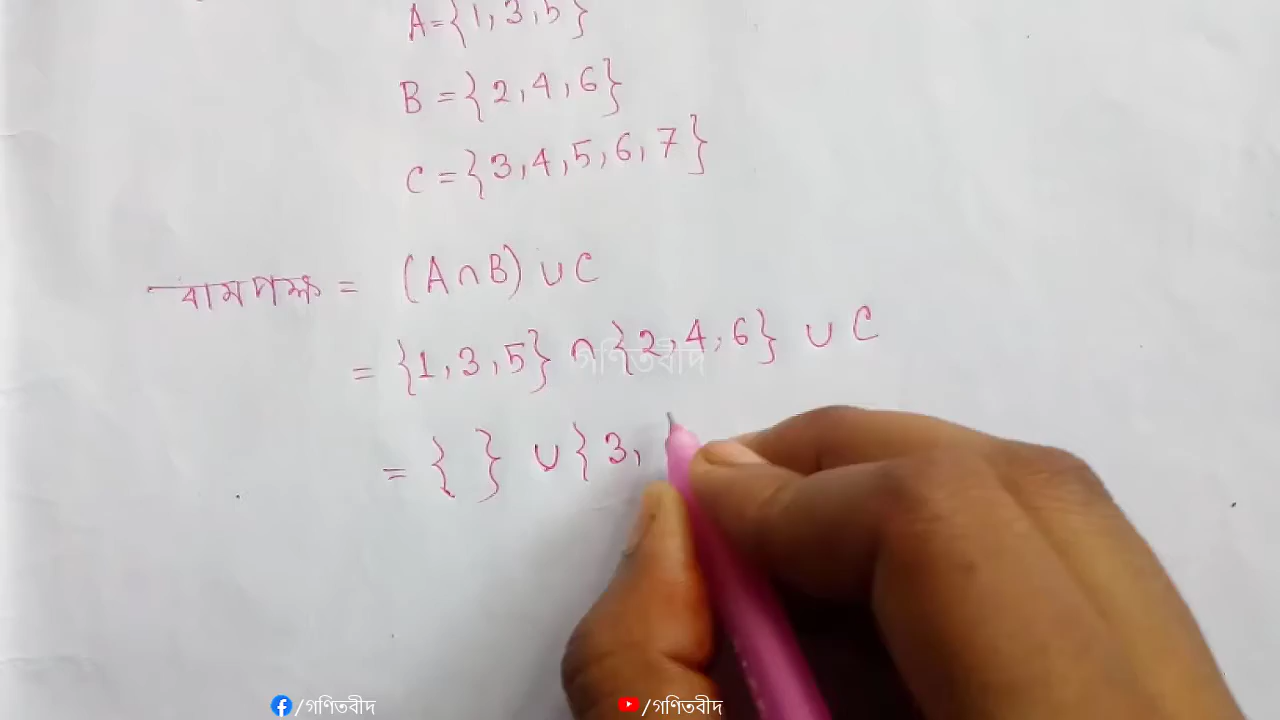 A={1,3,5}
B={2,4,6}
C={3,4,5,6,7}
বামপক্ষ = (A∩B)∪C
={1,3,5}∩{2,4,6}∪C
={ }∪{3,
গণিতবীদ
/গণিতবীদ /গণিতবীদ